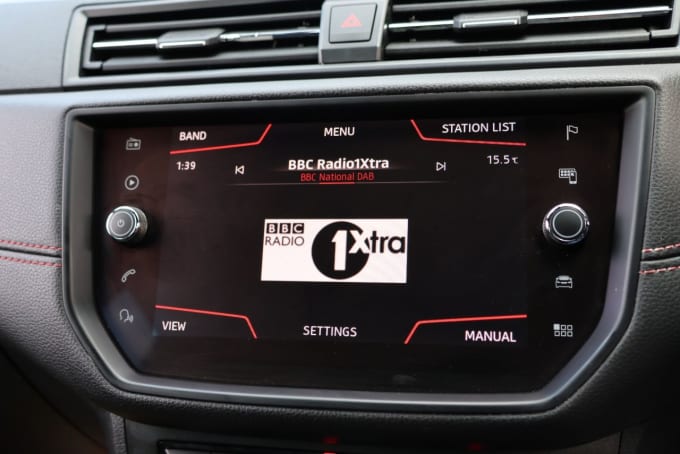 BAND
MENU
STATION LIST
1:39
BBC Radio1Xtra
15.5°C
BBC National DAB
BBC
RADIO
1Xtra
VIEW
SETTINGS
MANUAL